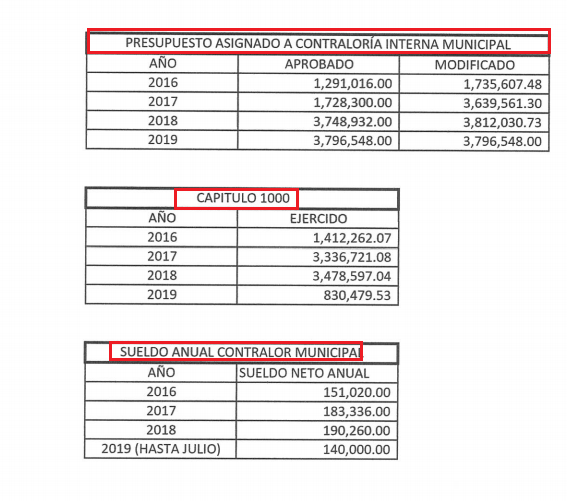 PRESUPUESTO ASIGNADO A CONTRALORÍA INTERNA MUNICIPAL
AÑO APROBADO MODIFICADO
2016 1,291,016.00 1,735,607.48
2017 1,728,300.00 3,639,561.30
2018 3,748,932.00 3,812,030.73
2019 3,796,548.00 3,796,548.00
CAPITULO 1000
AÑO EJERCIDO
2016 1,412,262.07
2017 3,336,721.08
2018 3,478,597.04
2019 830,479.53
SUELDO ANUAL CONTRALOR MUNICIPAL
AÑO SUELDO NETO ANUAL
2016 151,020.00
2017 183,336.00
2018 190,260.00
2019 (HASTA JULIO) 140,000.00